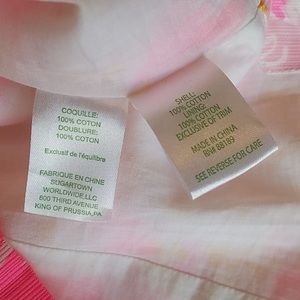 COQUILLE:
100% COTON
DOUBLURE:
100% COTON
Exclusif de l'équilibre
FABRIQUE EN CHINE
SUGARTOWN
WORLDWIDE, LLC
800 THIRD AVENUE
KING OF PRUSSIA, PA
SHELL:
100% COTTON
LINING:
100% COTTON
EXCLUSIVE OF TRIM
MADE IN CHINA
RN# 88189
SEE REVERSE FOR CARE